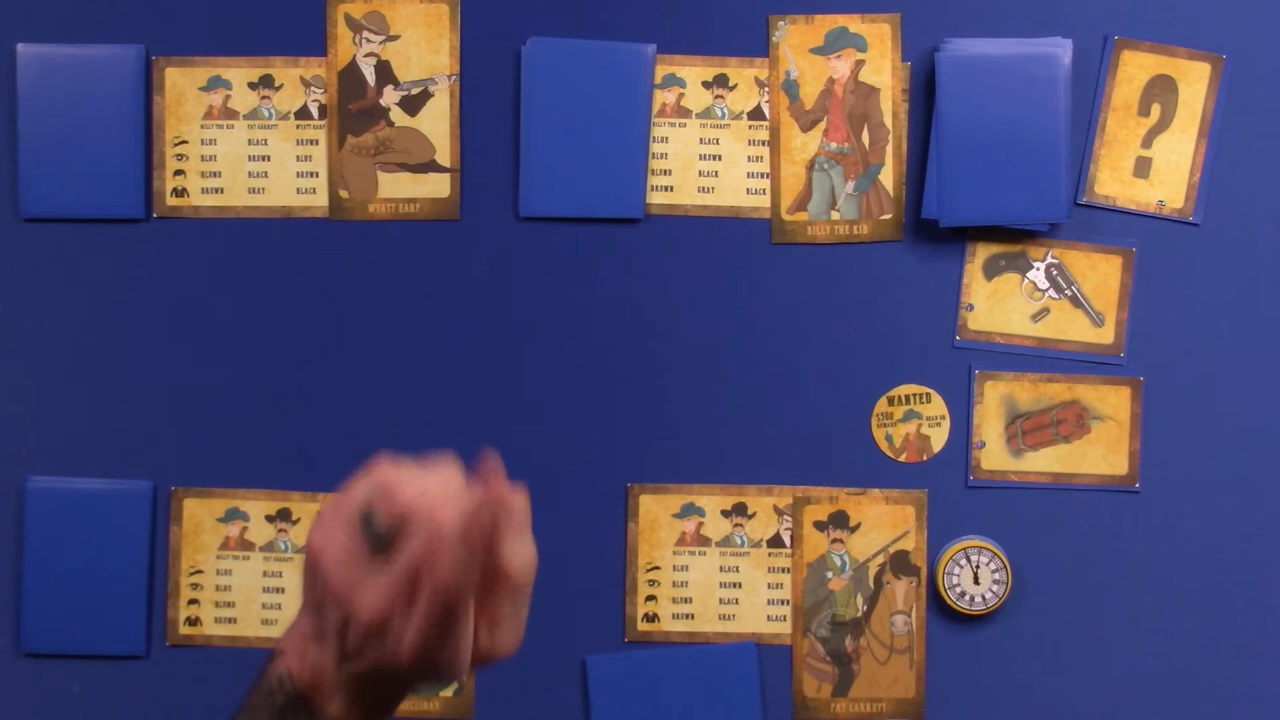 BILLY THE KID PAT GARRETT WYATT EARP
BLUE BLACK BROWN
BLUE BROWN BLUE
BLOND BLACK BROWN
BROWN GRAY BLACK
WYATT EARP
BILLY THE KID PAT GARRETT
BLUE BLACK BROWN
BLUE BROWN BLUE
BLOND BLACK BROWN
BROWN GRAY BLACK
BILLY THE KID
?
WANTED
$500 DEAD OR
REWARD ALIVE
BILLY THE KID PAT GARRETT
BLUE BLACK
BLUE BROWN
BLOND BLACK
BROWN GRAY
BILLY THE KID PAT GARRETT
BLUE BLACK BROWN
BLUE BROWN BLUE
BLOND BLACK BROWN
BROWN GRAY BLACK
PAT GARRETT